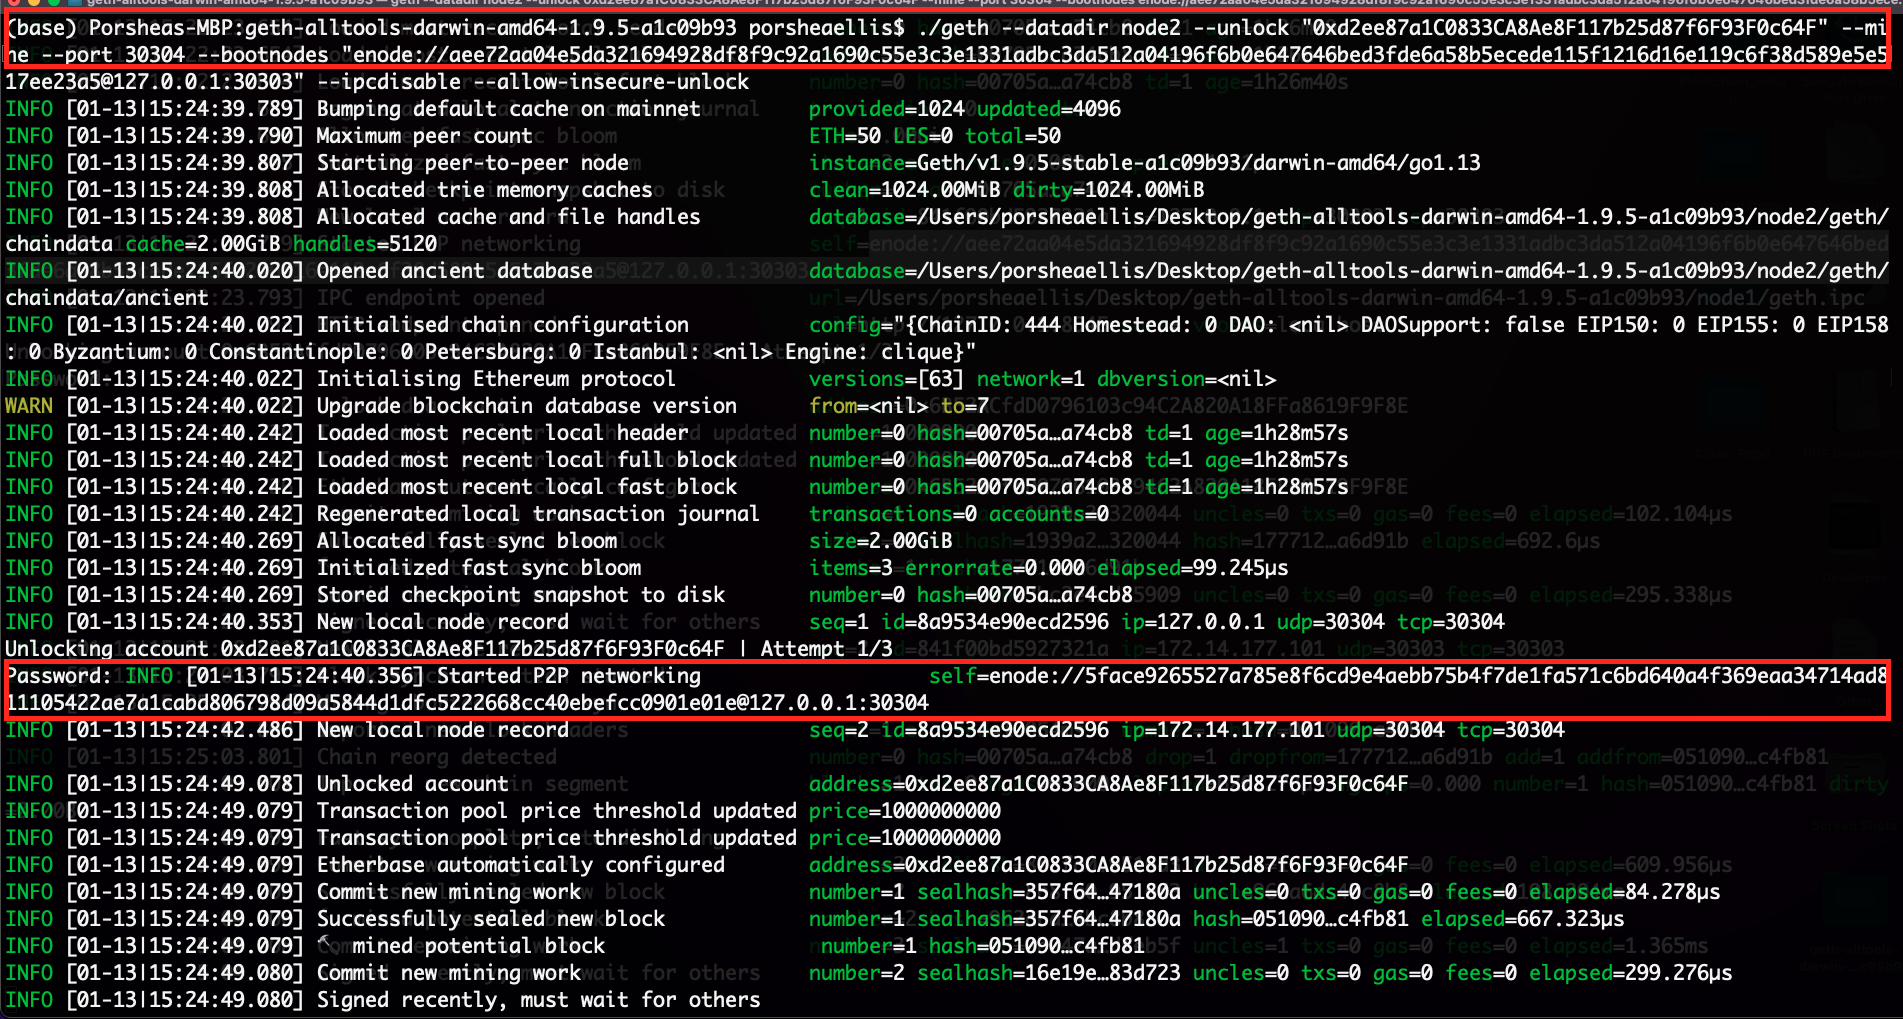 (base) Porsheas-MBP:geth-alltools-darwin-amd64-1.9.5-a1c09b93 porsheaellis$ ./geth --datadir node2 --unlock "0xd2ee87a1C0833CA8Ae8F117b25d87f6F93F0c64F" --mi
ne --port 30304 --bootnodes "enode://aee72aa04e5da321694928df8f9c92a1690c55e3c3e1331adbc3da512a04196f6b0e647646bed3fde6a58b5ecede115f1216d16e119c6f38d589e5e5
17ee23a5@127.0.0.1:30303" --ipcdisable --allow-insecure-unlock
INFO [01-13|15:24:39.789] Bumping default cache on mainnet provided=1024 updated=4096
INFO [01-13|15:24:39.790] Maximum peer count ETH=50 LES=0 total=50
INFO [01-13|15:24:39.807] Starting peer-to-peer node instance=Geth/v1.9.5-stable-a1c09b93/darwin-amd64/go1.13
INFO [01-13|15:24:39.808] Allocated trie memory caches clean=1024.00MiB dirty=1024.00MiB
INFO [01-13|15:24:39.808] Allocated cache and file handles database=/Users/porsheaellis/Desktop/geth-alltools-darwin-amd64-1.9.5-a1c09b93/node2/geth/
chaindata cache=2.00GiB handles=5120
INFO [01-13|15:24:40.020] Opened ancient database database=/Users/porsheaellis/Desktop/geth-alltools-darwin-amd64-1.9.5-a1c09b93/node2/geth/
chaindata/ancient
INFO [01-13|15:24:40.022] Initialised chain configuration config="{ChainID: 444 Homestead: 0 DAO: <nil> DAOSupport: false EIP150: 0 EIP155: 0 EIP158
: 0 Byzantium: 0 Constantinople: 0 Petersburg: 0 Istanbul: <nil> Engine: clique}"
INFO [01-13|15:24:40.022] Initialising Ethereum protocol versions=[63] network=1 dbversion=<nil>
WARN [01-13|15:24:40.022] Upgrade blockchain database version from=<nil> to=7
INFO [01-13|15:24:40.242] Loaded most recent local header number=0 hash=00705a…a74cb8 td=1 age=1h28m57s
INFO [01-13|15:24:40.242] Loaded most recent local full block number=0 hash=00705a…a74cb8 td=1 age=1h28m57s
INFO [01-13|15:24:40.242] Loaded most recent local fast block number=0 hash=00705a…a74cb8 td=1 age=1h28m57s
INFO [01-13|15:24:40.242] Regenerated local transaction journal transactions=0 accounts=0
INFO [01-13|15:24:40.269] Allocated fast sync bloom size=2.00GiB
INFO [01-13|15:24:40.269] Initialized fast sync bloom items=3 errorrate=0.000 elapsed=99.245µs
INFO [01-13|15:24:40.269] Stored checkpoint snapshot to disk number=0 hash=00705a…a74cb8
INFO [01-13|15:24:40.353] New local node record seq=1 id=8a9534e90ecd2596 ip=127.0.0.1 udp=30304 tcp=30304
Unlocking account 0xd2ee87a1C0833CA8Ae8F117b25d87f6F93F0c64F | Attempt 1/3
Password: INFO [01-13|15:24:40.356] Started P2P networking self=enode://5face9265527a785e8f6cd9e4aebb75b4f7de1fa571c6bd640a4f369eaa34714ad8
11105422ae7a1cabd806798d09a5844d1dfc5222668cc40ebefcc0901e01e@127.0.0.1:30304
INFO [01-13|15:24:42.486] New local node record seq=2 id=8a9534e90ecd2596 ip=172.14.177.101 udp=30304 tcp=30304
INFO [01-13|15:24:49.078] Unlocked account address=0xd2ee87a1C0833CA8Ae8F117b25d87f6F93F0c64F
INFO [01-13|15:24:49.079] Transaction pool price threshold updated price=1000000000
INFO [01-13|15:24:49.079] Transaction pool price threshold updated price=1000000000
INFO [01-13|15:24:49.079] Etherbase automatically configured address=0xd2ee87a1C0833CA8Ae8F117b25d87f6F93F0c64F
INFO [01-13|15:24:49.079] Commit new mining work number=1 sealhash=357f64…47180a uncles=0 txs=0 gas=0 fees=0 elapsed=84.278µs
INFO [01-13|15:24:49.079] Successfully sealed new block number=1 sealhash=357f64…47180a hash=051090…c4fb81 elapsed=667.323µs
INFO [01-13|15:24:49.079] 🔨 mined potential block number=1 hash=051090…c4fb81
INFO [01-13|15:24:49.080] Commit new mining work number=2 sealhash=16e19e…83d723 uncles=0 txs=0 gas=0 fees=0 elapsed=299.276µs
INFO [01-13|15:24:49.080] Signed recently, must wait for others